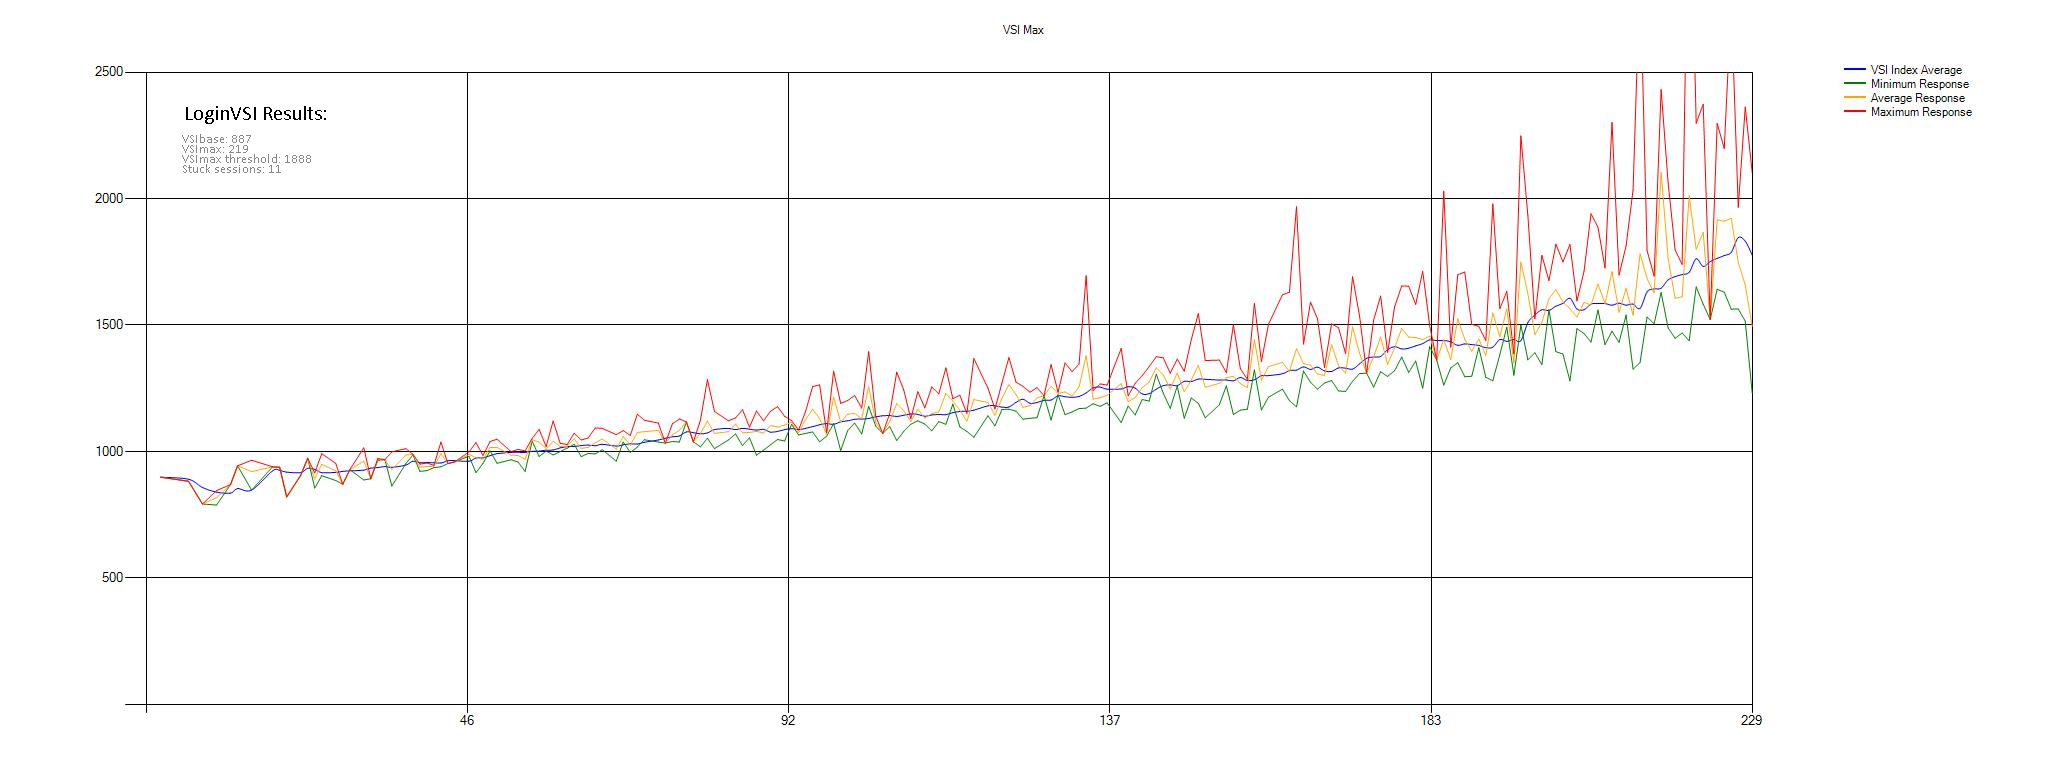 VSI Max
2500
2000
1500
1000
500
LoginVSI Results:
VSIbase: 887
VSImax: 219
VSImax threshold: 1888
Stuck sessions: 11
VSI Index Average
Minimum Response
Average Response
Maximum Response
46
92
137
183
229